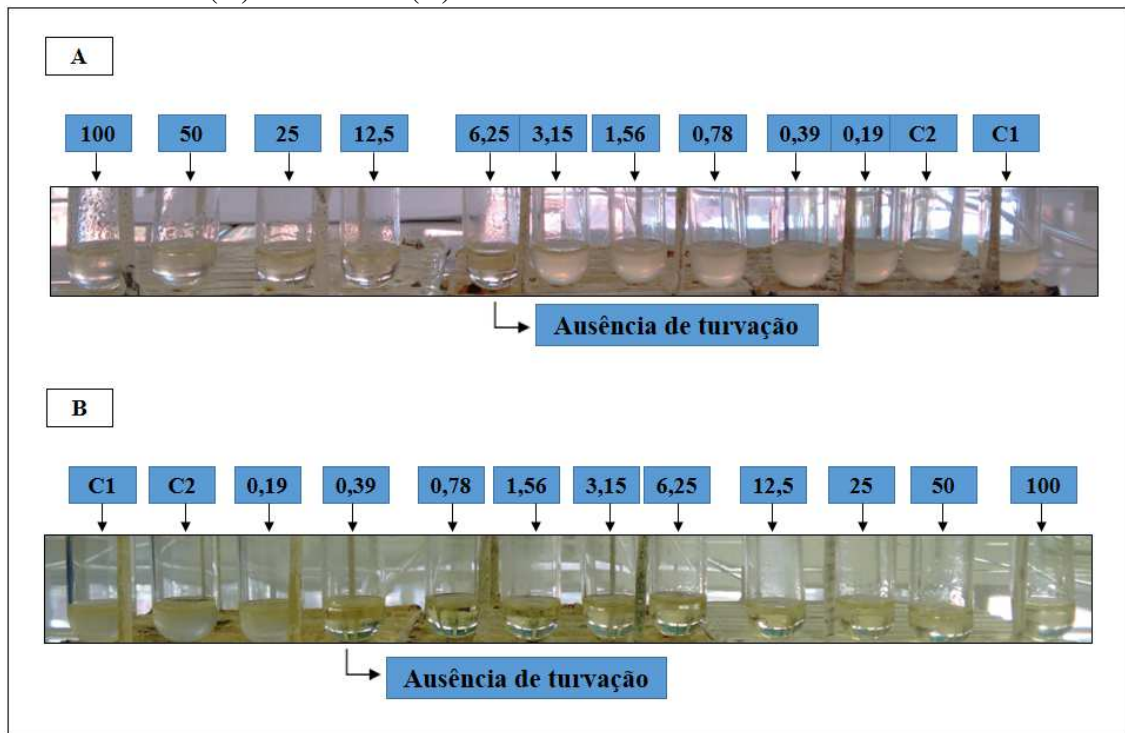 A
100 50 25 12,5 6,25 3,15 1,56 0,78 0,39 0,19 C2 C1
Ausência de turvação
B
C1 C2 0,19 0,39 0,78 1,56 3,15 6,25 12,5 25 50 100
Ausência de turvação